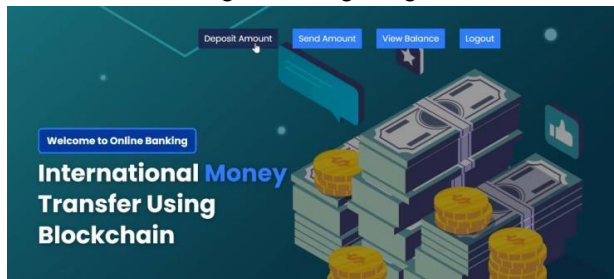 Deposit Amount Send Amount View Balance Logout
Welcome to Online Banking
International Money
Transfer Using
Blockchain